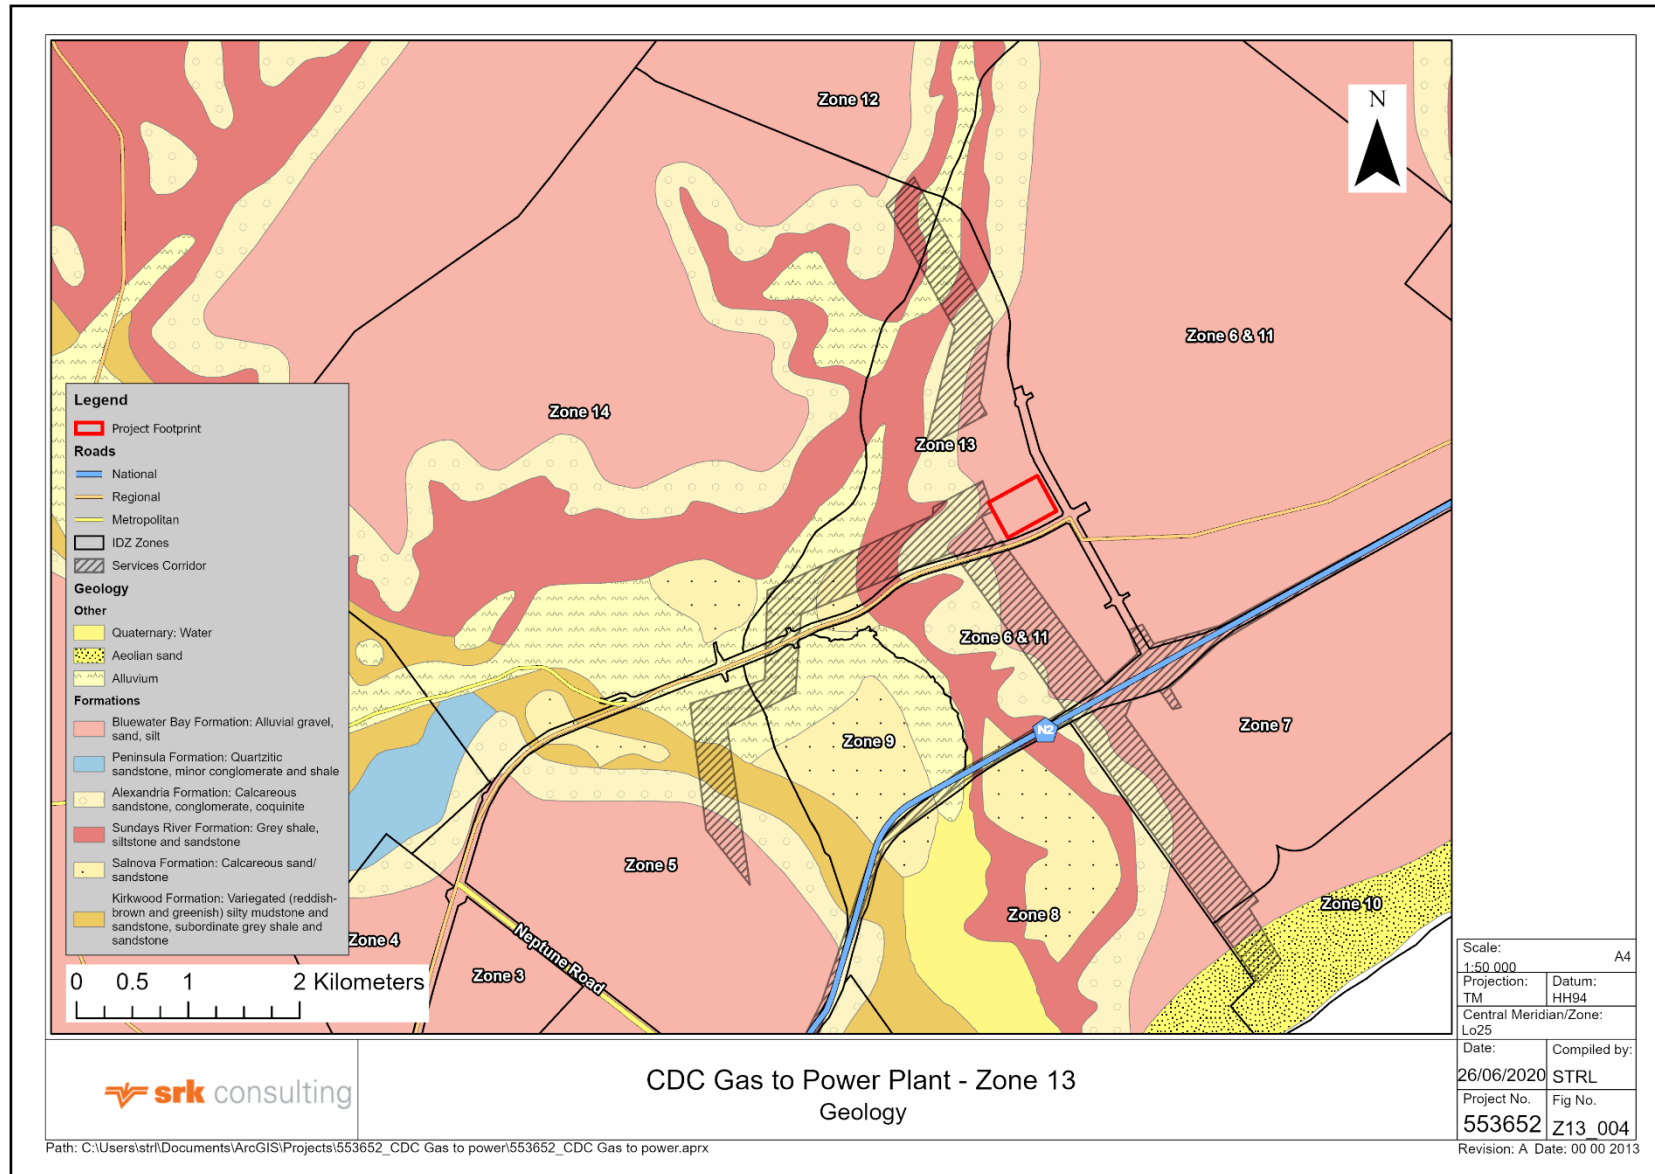 Zone 12
N
Zone 6 & 11
Zone 14
Zone 13
Zone 6 & 11
N2
Zone 7
Zone 9
Zone 5
Zone 8
Zone 10
Zone 4
Zone 3
Neptune Road
Legend
Project Footprint
Roads
National
Regional
Metropolitan
IDZ Zones
Services Corridor
Geology
Other
Quaternary: Water
Aeolian sand
Alluvium
Formations
Bluewater Bay Formation: Alluvial gravel,
sand, silt
Peninsula Formation: Quartzitic
sandstone, minor conglomerate and shale
Alexandria Formation: Calcareous
sandstone, conglomerate, coquinite
Sundays River Formation: Grey shale,
siltstone and sandstone
Salnova Formation: Calcareous sand/
sandstone
Kirkwood Formation: Variegated (reddish-
brown and greenish) silty mudstone and
sandstone, subordinate grey shale and
sandstone
0 0.5 1 2 Kilometers
Scale:
1:50 000
A4
Projection:
TM
Datum:
HH94
Central Meridian/Zone:
Lo25
Date:
26/06/2020
Compiled by:
STRL
Project No.
553652
Fig No.
Z13_004
srk consulting
CDC Gas to Power Plant - Zone 13
Geology
Path: C:\Users\strl\Documents\ArcGIS\Projects\553652_CDC Gas to power\553652_CDC Gas to power.aprx
Revision: A Date: 00 00 2013